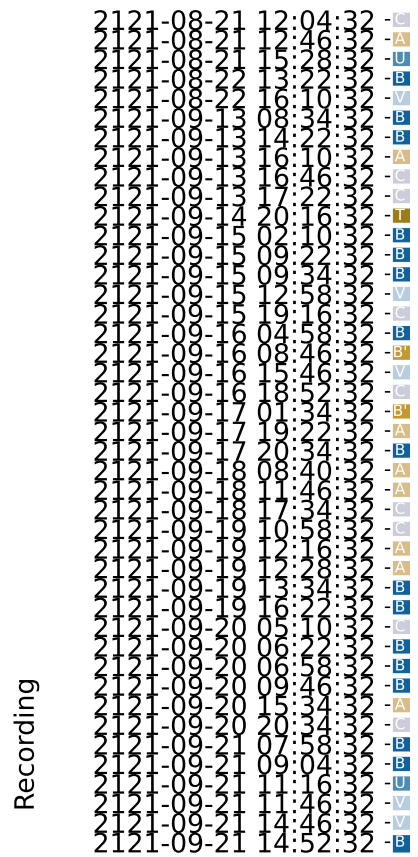 2121-08-21 12:04:32 C
2121-08-21 12:46:32 A
2121-08-21 15:28:32 U
2121-08-22 13:22:32 B
2121-08-22 16:10:32 V
2121-09-13 08:34:32 B
2121-09-13 14:22:32 B
2121-09-13 16:10:32 A
2121-09-13 16:46:32 C
2121-09-13 17:22:32 C
2121-09-14 20:16:32 T
2121-09-15 02:10:32 B
2121-09-15 09:22:32 B
2121-09-15 09:34:32 B
2121-09-15 12:58:32 V
2121-09-15 19:16:32 C
2121-09-16 04:58:32 B
2121-09-16 08:46:32 B'
2121-09-16 15:46:32 V
2121-09-16 18:52:32 C
2121-09-17 01:34:32 B'
2121-09-17 19:22:32 A
2121-09-17 20:34:32 B
2121-09-18 08:40:32 A
2121-09-18 11:46:32 A
2121-09-18 17:34:32 C
2121-09-19 10:58:32 C
2121-09-19 12:16:32 A
2121-09-19 12:28:32 A
2121-09-19 13:34:32 B
2121-09-19 16:22:32 B
2121-09-20 05:10:32 C
2121-09-20 06:22:32 B
2121-09-20 06:58:32 B
2121-09-20 09:46:32 B
2121-09-20 15:34:32 A
2121-09-20 20:34:32 C
2121-09-21 07:58:32 B
2121-09-21 09:04:32 B
2121-09-21 11:16:32 U
2121-09-21 11:46:32 V
2121-09-21 14:46:32 V
2121-09-21 14:52:32 B
Recording